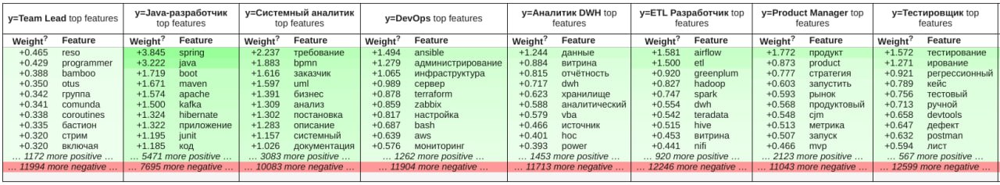 y=Team Lead top features
Weight? Feature
+0.465 reso
+0.429 programmer
+0.388 bamboo
+0.350 otus
+0.342 группа
+0.341 comunda
+0.338 coroutines
+0.335 бастион
+0.320 стрим
+0.320 включая
… 1172 more positive …
… 11994 more negative …
y=Java-разработчик
top features
Weight? Feature
+3.845 spring
+3.222 java
+1.719 boot
+1.671 maven
+1.574 apache
+1.500 kafka
+1.324 hibernate
+1.322 приложение
+1.195 junit
+1.185 код
… 5471 more positive …
… 7695 more negative …
y=Системный аналитик
top features
Weight? Feature
+2.237 требование
+1.883 bpmn
+1.616 заказчик
+1.597 uml
+1.391 бизнес
+1.309 анализ
+1.302 постановка
+1.283 описание
+1.157 системный
+1.026 документация
… 3083 more positive …
… 10083 more negative …
y=DevOps top features
Weight? Feature
+1.494 ansible
+1.279 администрирование
+1.065 инфраструктура
+0.989 сервер
+0.878 terraform
+0.859 zabbix
+0.817 настройка
+0.687 bash
+0.639 aws
+0.576 мониторинг
… 1262 more positive …
… 11904 more negative …
y=Аналитик DWH top
features
Weight? Feature
+1.244 данные
+0.884 витрина
+0.815 отчётность
+0.717 dwh
+0.623 хранилище
+0.588 аналитический
+0.579 vba
+0.466 источник
+0.401 hoc
+0.393 power
… 1453 more positive …
… 11713 more negative …
y=ETL Разработчик top
features
Weight? Feature
+1.581 airflow
+1.500 etl
+0.920 greenplum
+0.827 hadoop
+0.747 spark
+0.554 dwh
+0.542 teradata
+0.515 hive
+0.453 витрина
+0.441 nifi
… 920 more positive …
… 12246 more negative …
y=Product Manager top
features
Weight? Feature
+1.772 продукт
+0.873 product
+0.777 стратегия
+0.603 запустить
+0.593 рынок
+0.568 продуктовый
+0.548 cjm
+0.513 метрика
+0.507 запуск
+0.466 mvp
… 2123 more positive …
… 11043 more negative …
y=Тестировщик top
features
Weight? Feature
+1.572 тестирование
+1.271 ирование
+0.921 регрессионный
+0.789 кейс
+0.756 тестовый
+0.713 ручной
+0.658 devtools
+0.647 дефект
+0.632 postman
+0.594 лист
… 567 more positive …
… 12599 more negative …